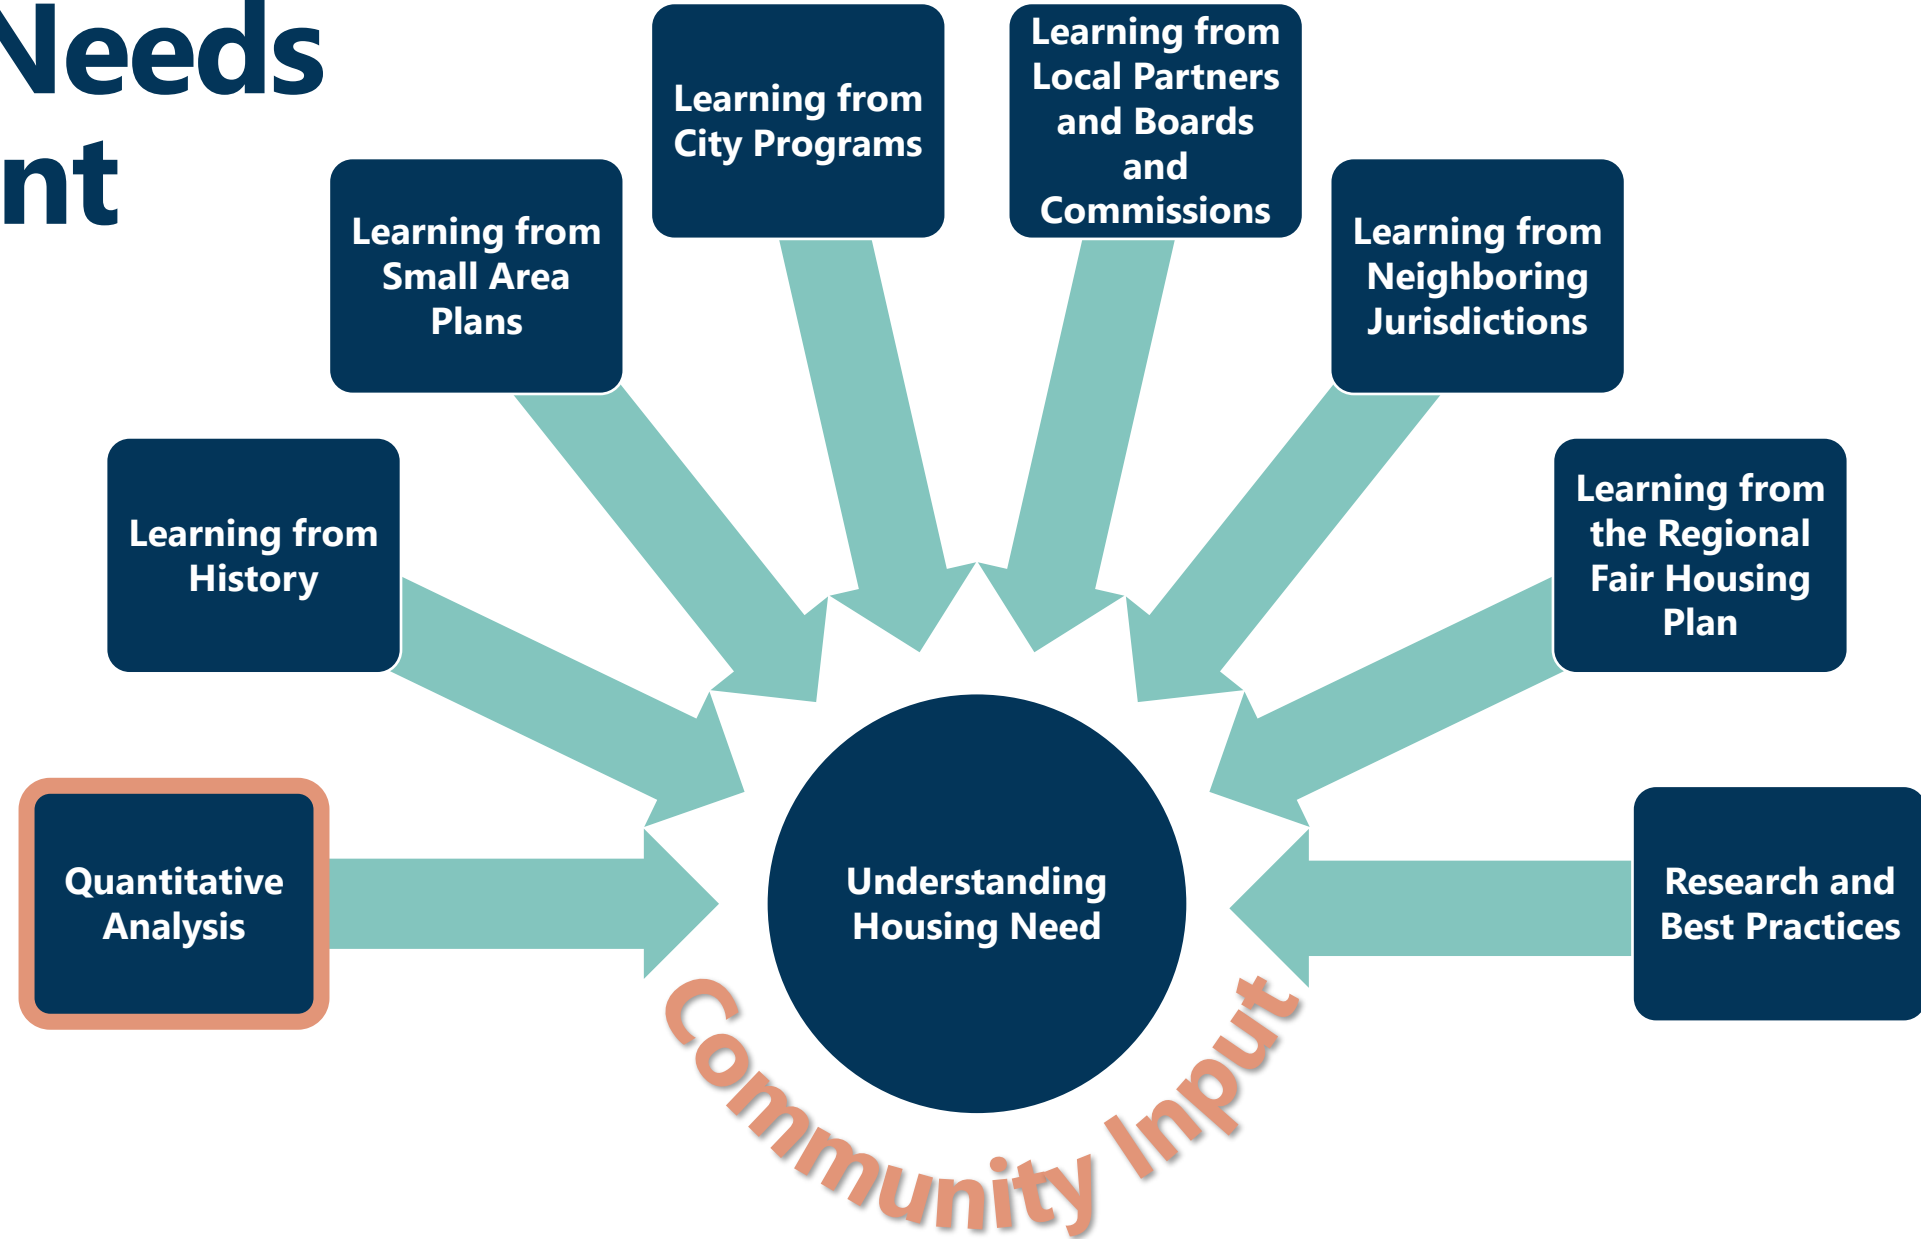 Needs
nt
Learning from
City Programs
Learning from
Local Partners
and Boards
and
Commissions
Learning from
Small Area
Plans
Learning from
Neighboring
Jurisdictions
Learning from
History
Learning from
the Regional
Fair Housing
Plan
Quantitative
Analysis
Understanding
Housing Need
Research and
Best Practices
Community Input